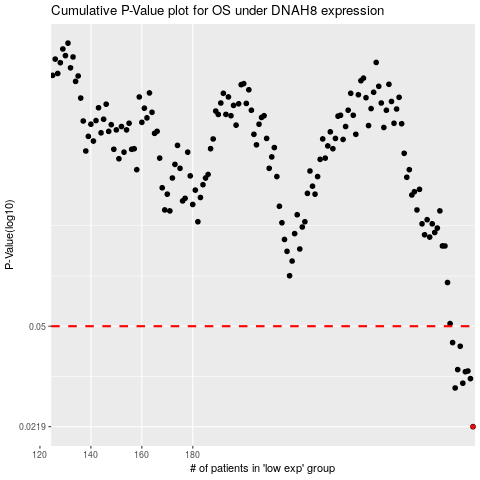 Cumulative P-Value plot for OS under DNAH8 expression
P-Value(log10)
0.05
0.0219
120 140 160 180
# of patients in 'low exp' group